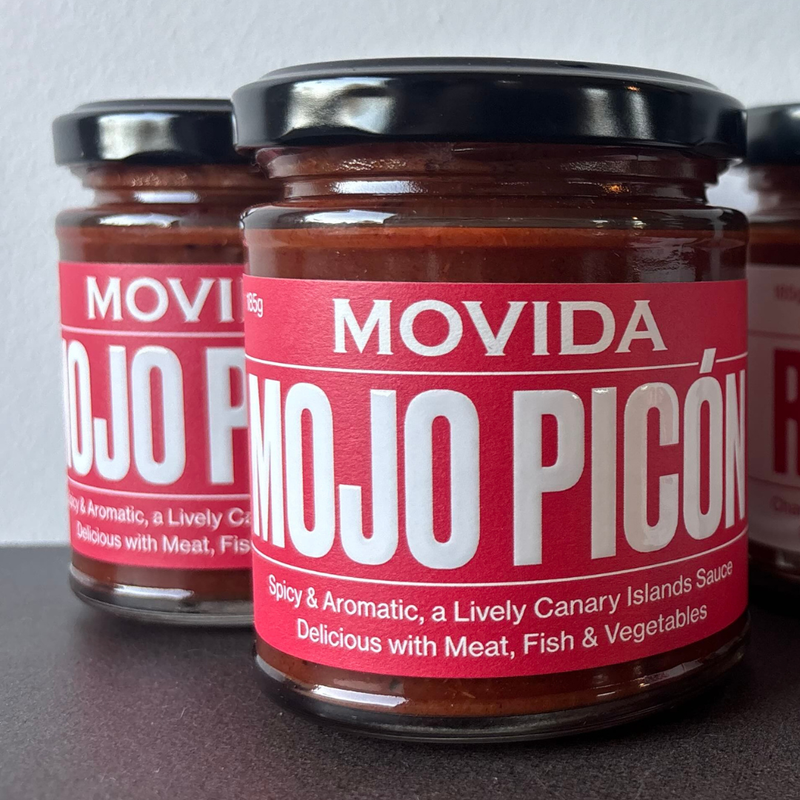 185g
MOVIDA
MOJO PICÓN
Spicy & Aromatic, a Lively Canary Islands Sauce
Delicious with Meat, Fish & Vegetables
MOVI
MOJO P
& Aromatic, a Lively Ca
Delicious with Meat, Fis